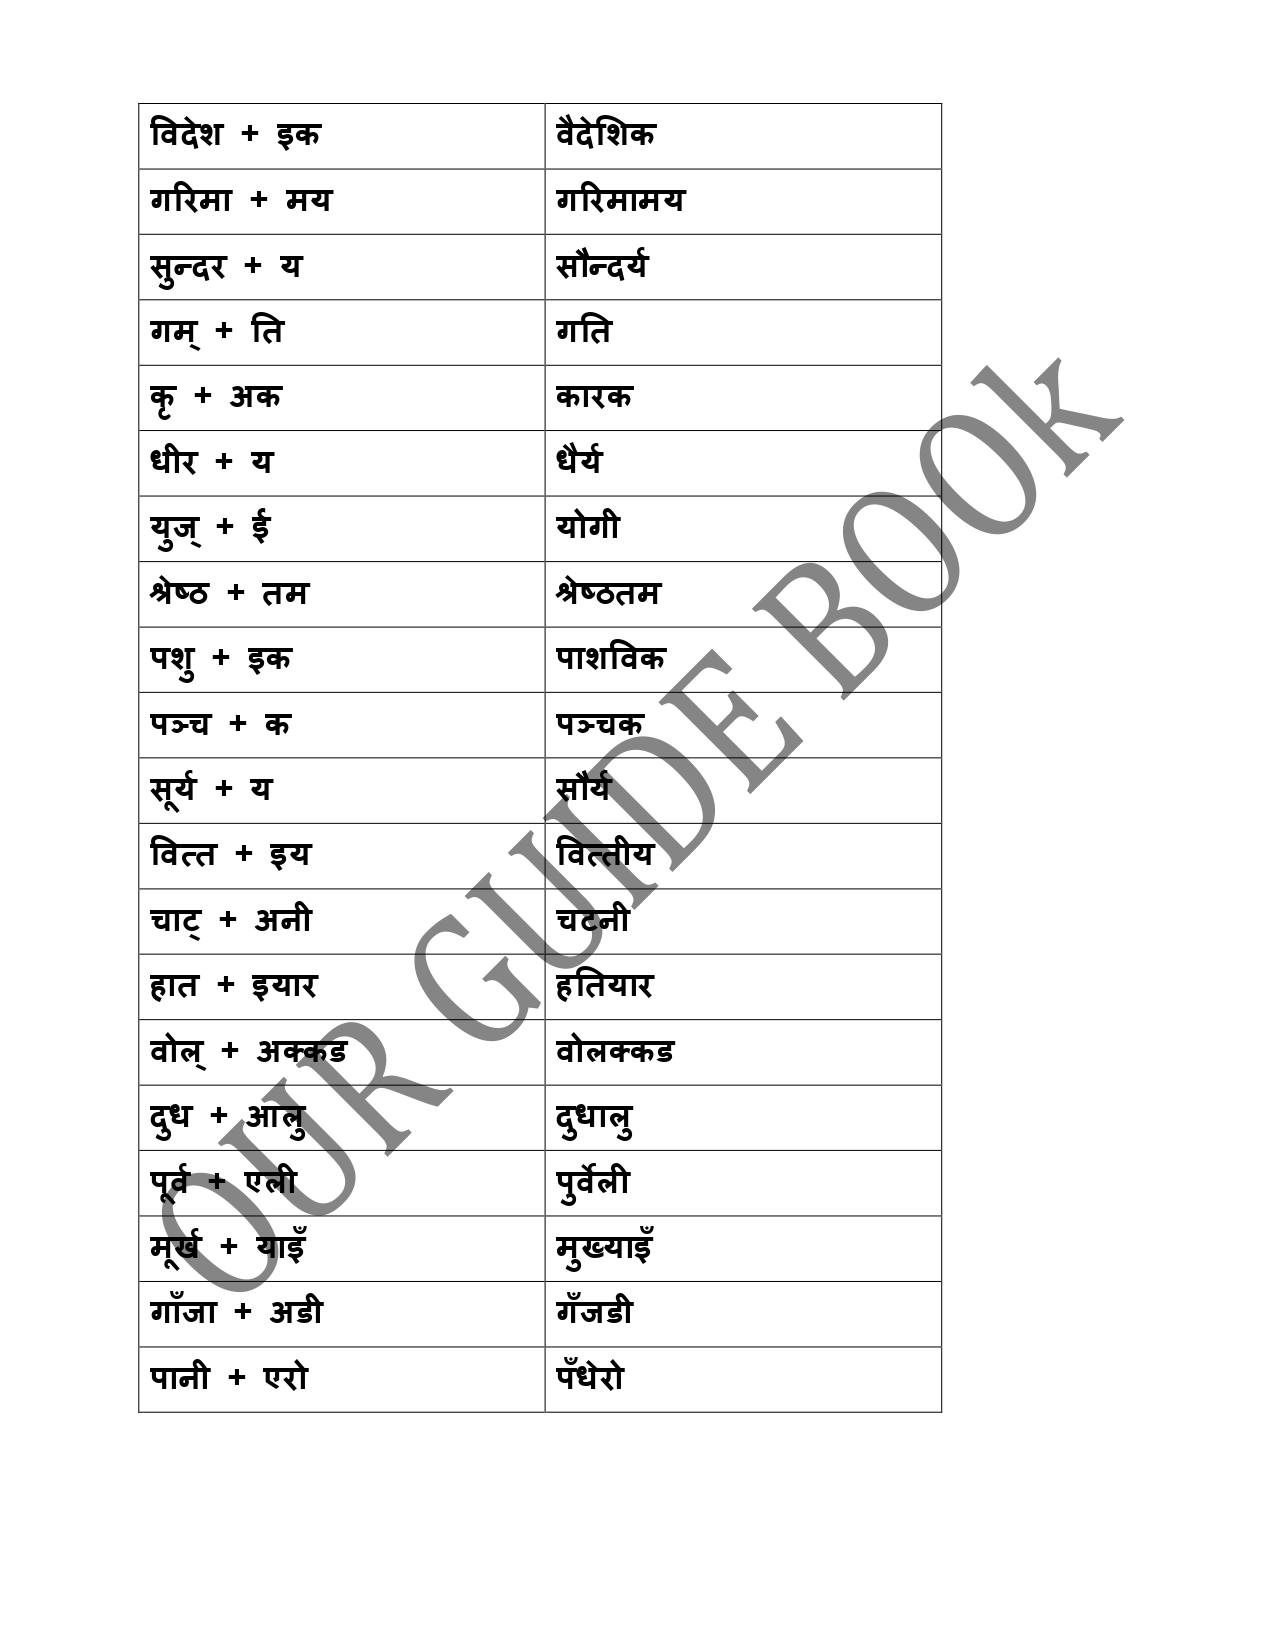 विदेश + इक वैदेशिक
गरिमा + मय गरिमामय
सुन्दर + य सौन्दर्य
गम् + ति गति
कृ + अक कारक
धीर + य धैर्य
युज् + ई योगी
श्रेष्ठ + तम श्रेष्ठतम
पशु + इक पाशविक
पञ्च + क पञ्चक
सूर्य + य सौर्य
वित्त + इय वित्तीय
चाट् + अनी चटनी
हात + इयार हतियार
वोल् + अक्कड वोलक्कड
दुध + आलु दुधालु
पूर्व + एली पुर्वेली
मूर्ख + याइँ मुख्याइँ
गाँजा + अडी गँजडी
पानी + एरो पँधेरो
OUR GUIDE BOOk